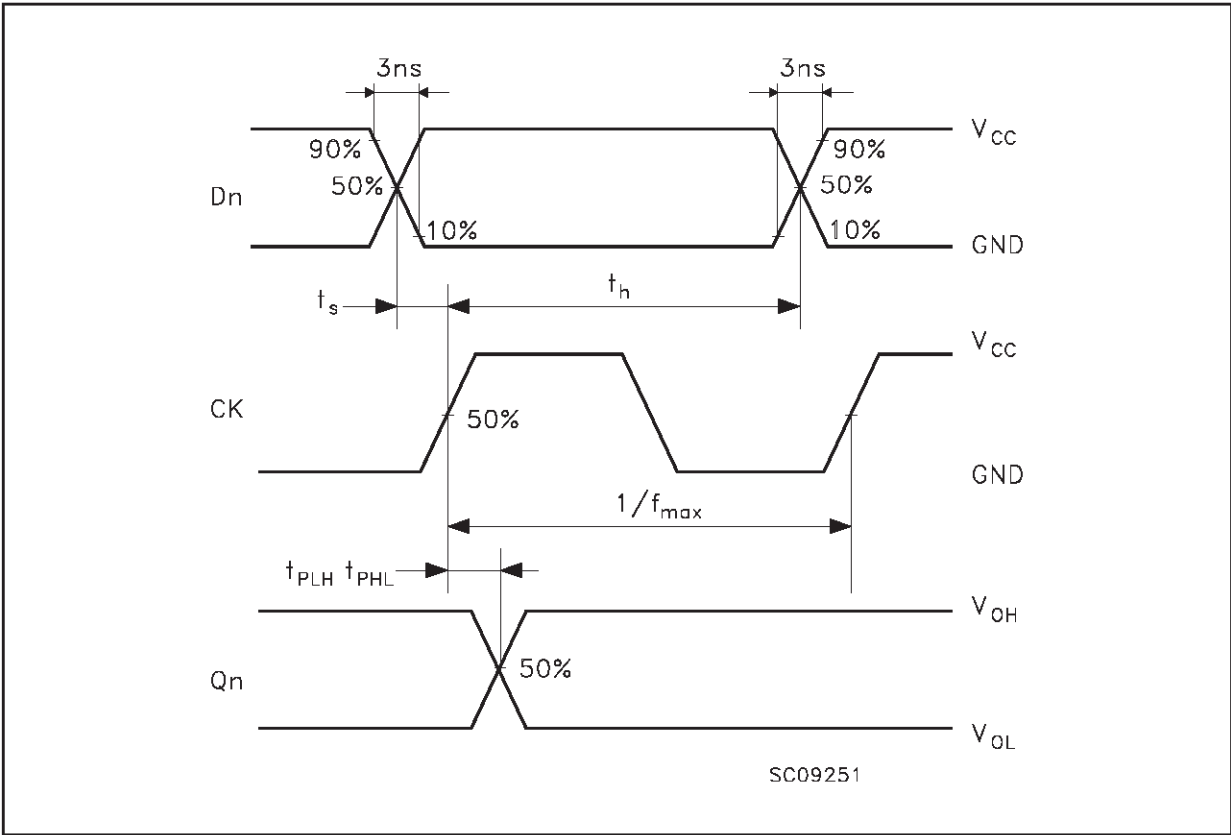 3ns 3ns
90% 90% V_CC
Dn 50% 50%
10% 10% GND
t_s t_h
V_CC
CK 50%
GND
1/f_max
t_PLH t_PHL
V_OH
Qn 50%
V_OL
SC09251